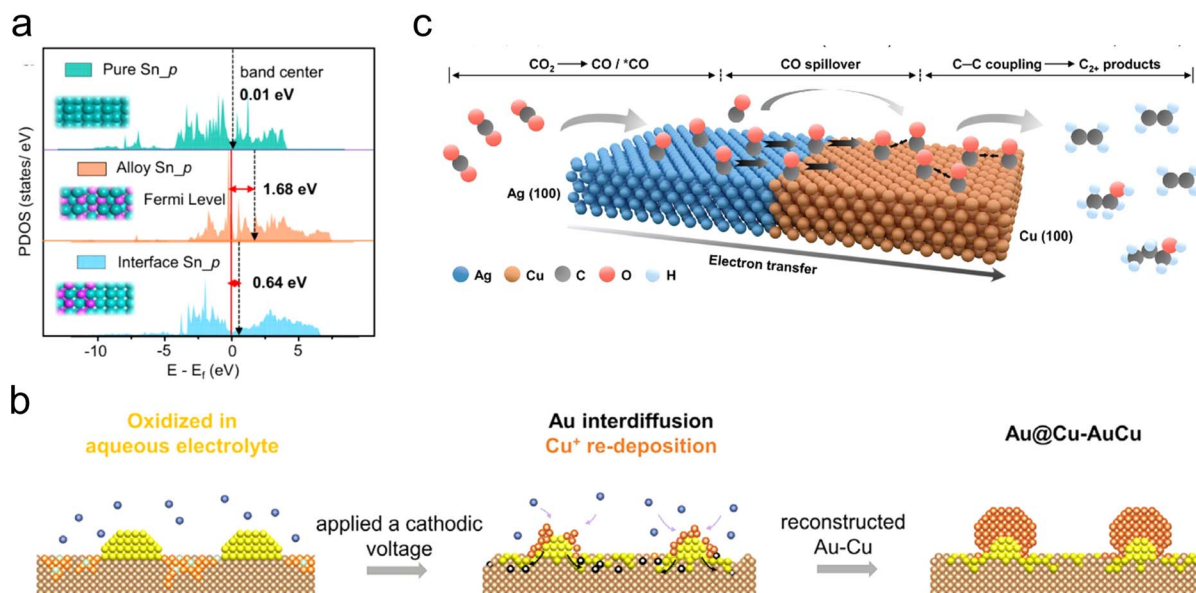 a
Pure Sn_p
band center
0.01 eV
Alloy Sn_p
Fermi Level
1.68 eV
Interface Sn_p
0.64 eV
PDOS (states/ eV)
-10 -5 0 5
E - Ef (eV)
c
CO₂ → CO / *CO
CO spillover
C–C coupling → C₂₊ products
Ag (100)
Cu (100)
Electron transfer
Ag Cu C O H
b
Oxidized in
aqueous electrolyte
applied a cathodic
voltage
Au interdiffusion
Cu⁺ re-deposition
reconstructed
Au-Cu
Au@Cu-AuCu